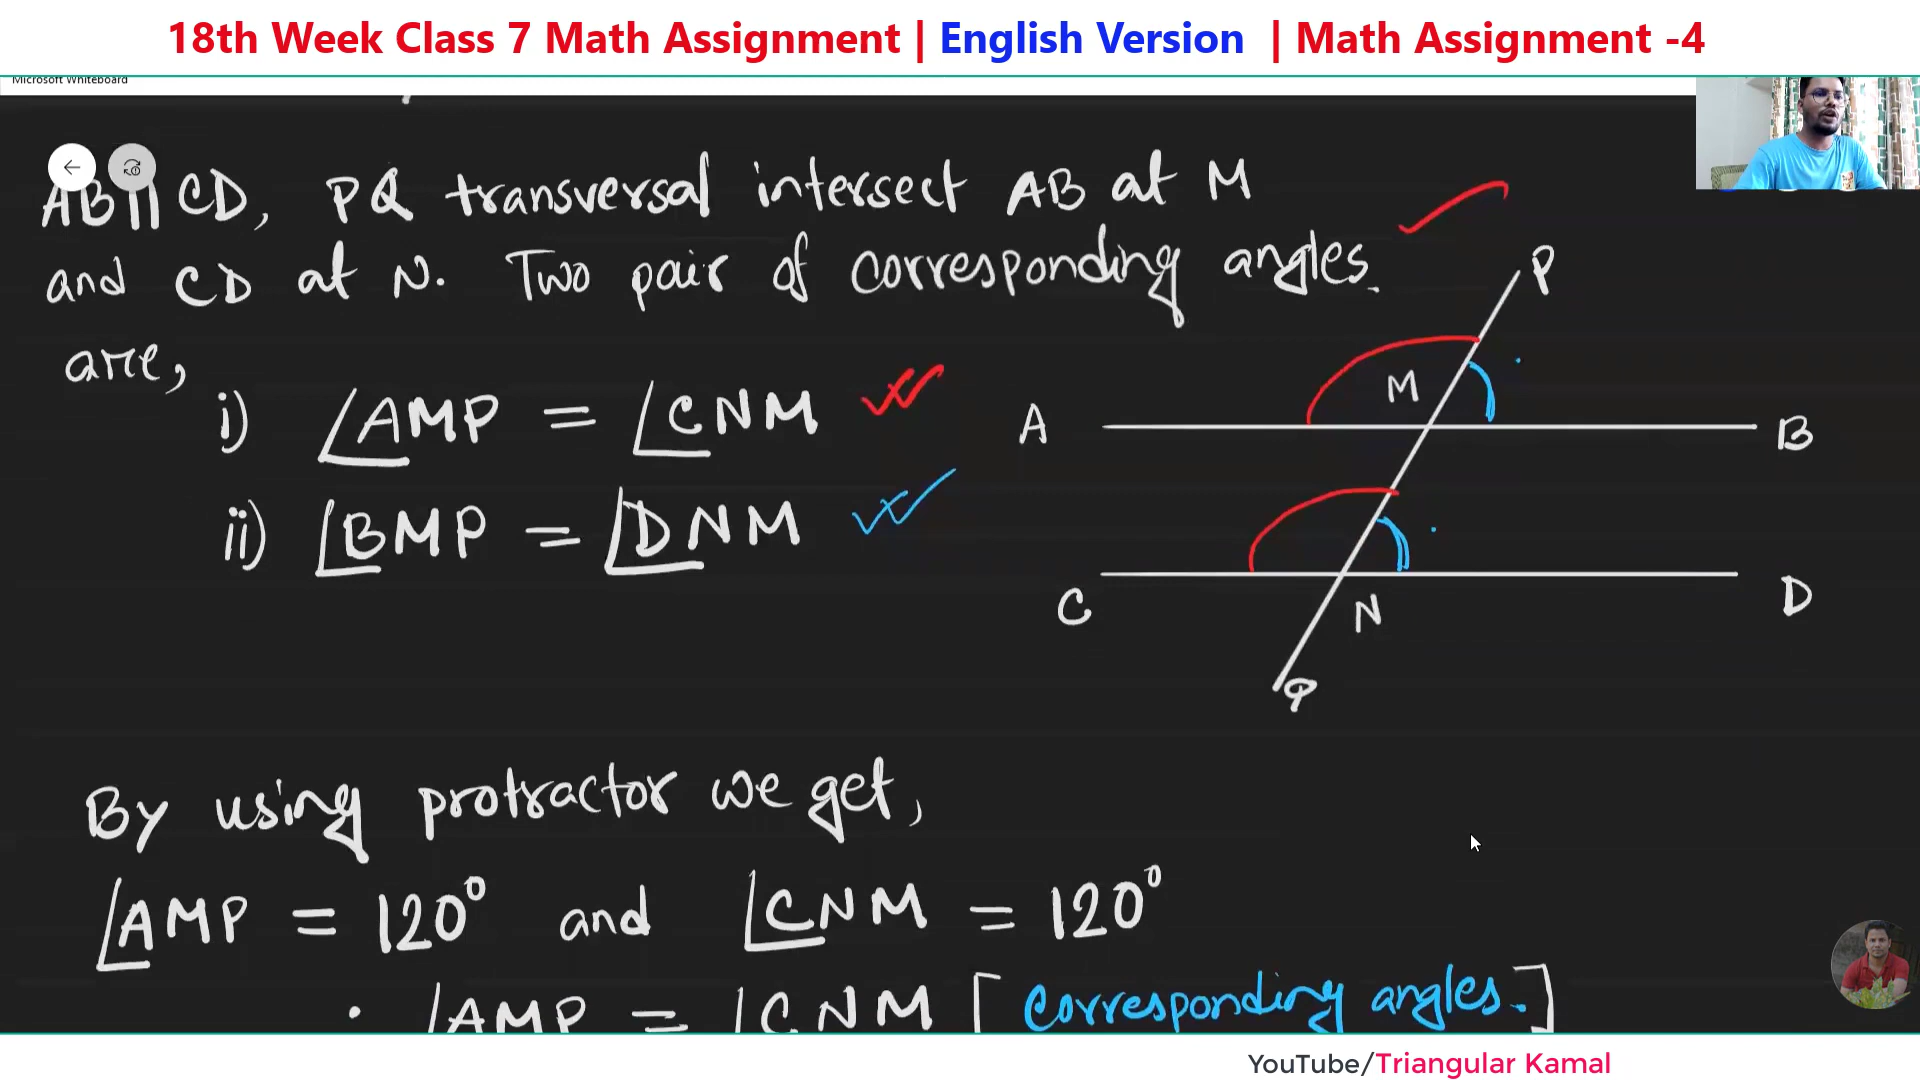 18th Week Class 7 Math Assignment | English Version | Math Assignment -4
Microsoft Whiteboard
AB || CD, PQ transversal intersect AB at M
and CD at N. Two pair of corresponding angles.
are,
i) ∠AMP = ∠CNM
ii) ∠BMP = ∠DNM
P
M
A
B
C
N
D
Q
By using protractor we get,
∠AMP = 120° and ∠CNM = 120°
∠AMP = ∠CNM [corresponding angles.]
YouTube/Triangular Kamal